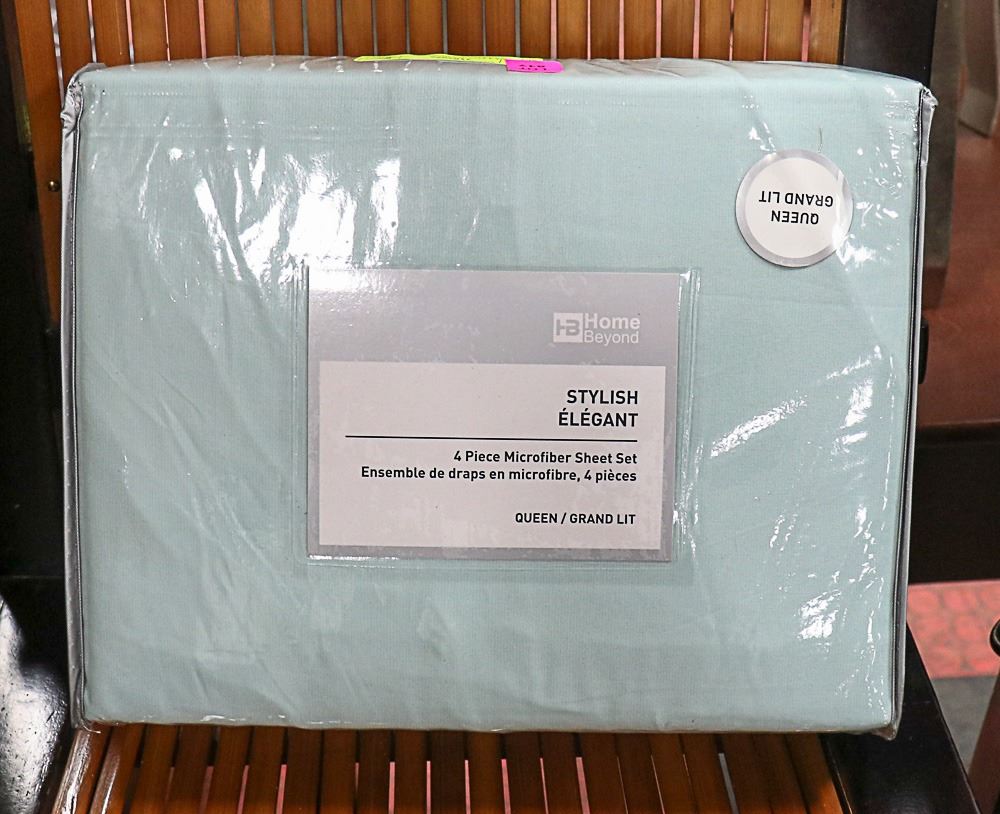 QUEEN
GRAND LIT
HB Home
Beyond
STYLISH
ÉLÉGANT
4 Piece Microfiber Sheet Set
Ensemble de draps en microfibre, 4 pièces
QUEEN / GRAND LIT